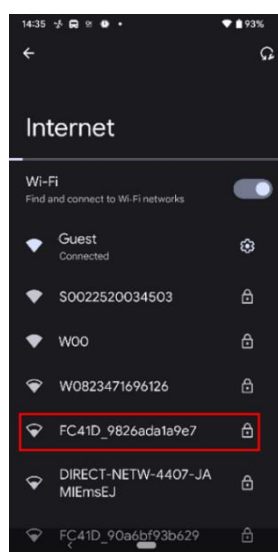 14:35 93%
Internet
Wi-Fi
Find and connect to Wi-Fi networks
Guest
Connected
S0022520034503
W00
W0823471696126
FC41D_9826ada1a9e7
DIRECT-NETW-4407-JA
MIEmsEJ
FC41D_90a6bf93b629